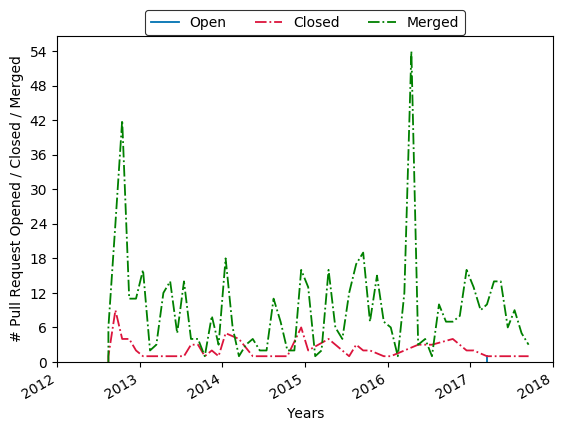 Open Closed Merged
# Pull Request Opened / Closed / Merged
54
48
42
36
30
24
18
12
6
0
2012 2013 2014 2015 2016 2017 2018
Years